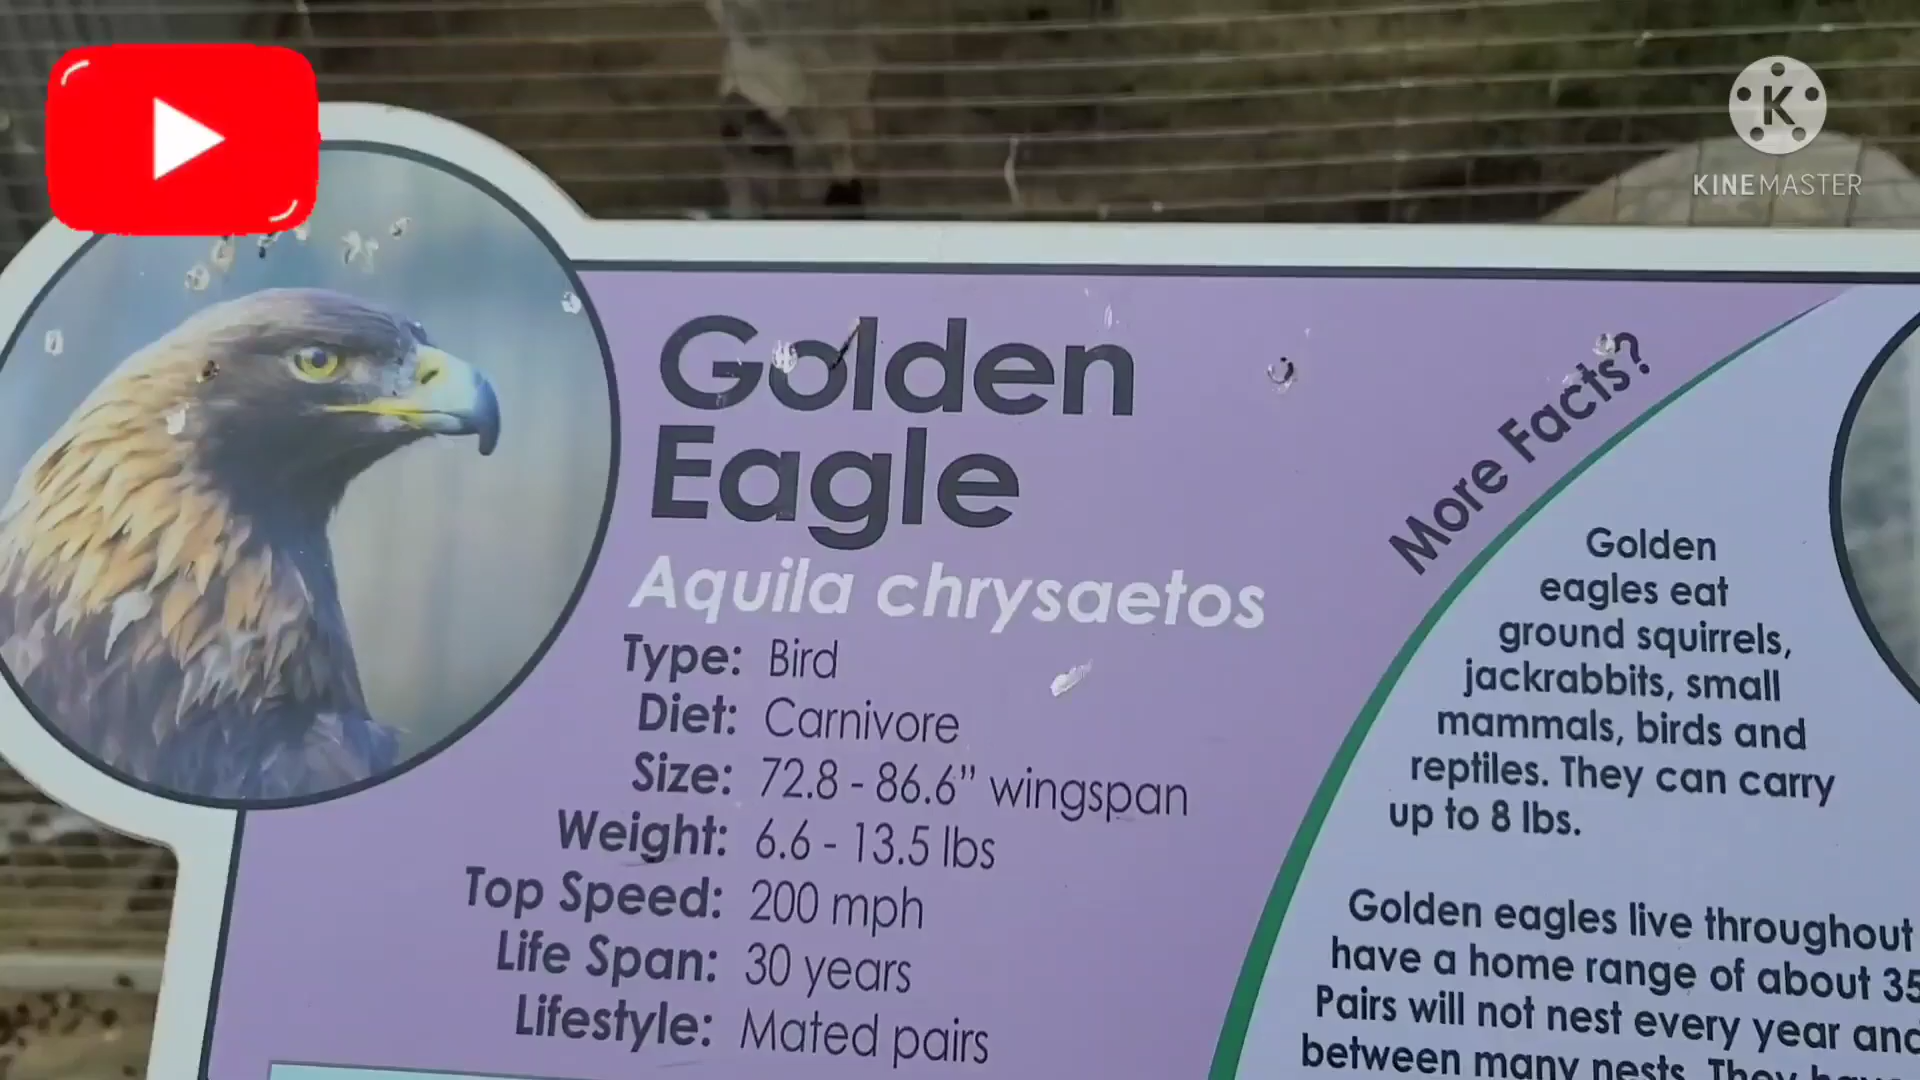 KINEMASTER
Golden
Eagle
Aquila chrysaetos
Type: Bird
Diet: Carnivore
Size: 72.8 - 86.6” wingspan
Weight: 6.6 - 13.5 lbs
Top Speed: 200 mph
Life Span: 30 years
Lifestyle: Mated pairs
More Facts?
Golden
eagles eat
ground squirrels,
jackrabbits, small
mammals, birds and
reptiles. They can carry
up to 8 lbs.
Golden eagles live throughout
have a home range of about 35
Pairs will not nest every year and
between many nests. They have